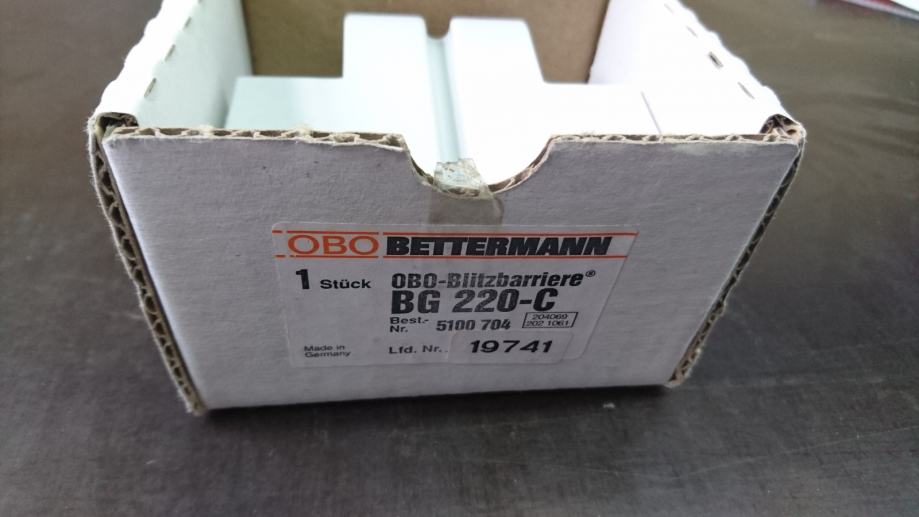 OBO BETTERMANN
1 Stück OBO-Blitzbarriere®
BG 220-C
Best.-
Nr. 5100 704
204069
202 1061
Made in
Germany
Lfd. Nr. 19741